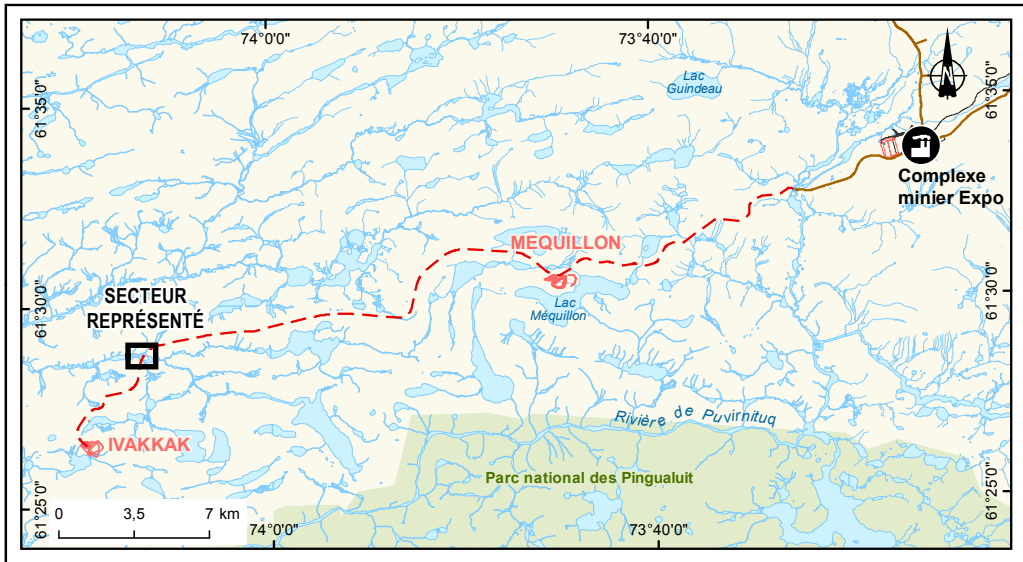 74°0'0"
73°40'0"
Lac
Guindeau
N
61°35'0"
61°35'0"
Complexe
minier Expo
MEQUILLON
Lac
Méquillon
61°30'0"
61°30'0"
SECTEUR
REPRÉSENTÉ
IVAKKAK
Rivière de Puvirnituq
Parc national des Pingualuit
61°25'0"
61°25'0"
0 3,5 7 km
74°0'0"
73°40'0"